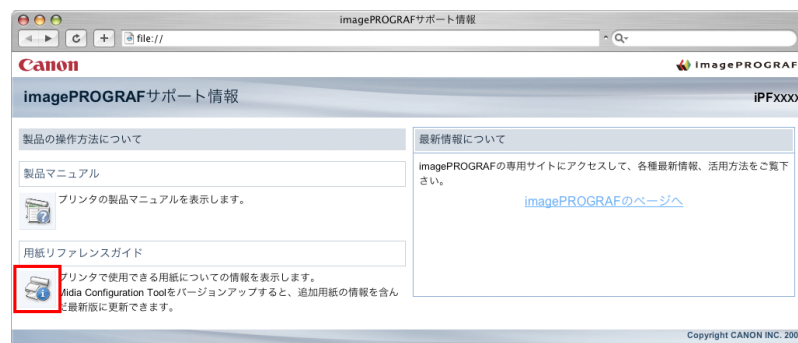 imagePROGRAFサポート情報
file://
Q
Canon
imagePROGRAF
imagePROGRAFサポート情報
iPFxxxx
製品の操作方法について
製品マニュアル
プリンタの製品マニュアルを表示します。
用紙リファレンスガイド
プリンタで使用できる用紙についての情報を表示します。
Midia Configuration Toolをバージョンアップすると、追加用紙の情報を含ん
だ最新版に更新できます。
最新情報について
imagePROGRAFの専用サイトにアクセスして、各種最新情報、活用方法をご覧下
さい。
imagePROGRAFのページへ
Copyright CANON INC. 200